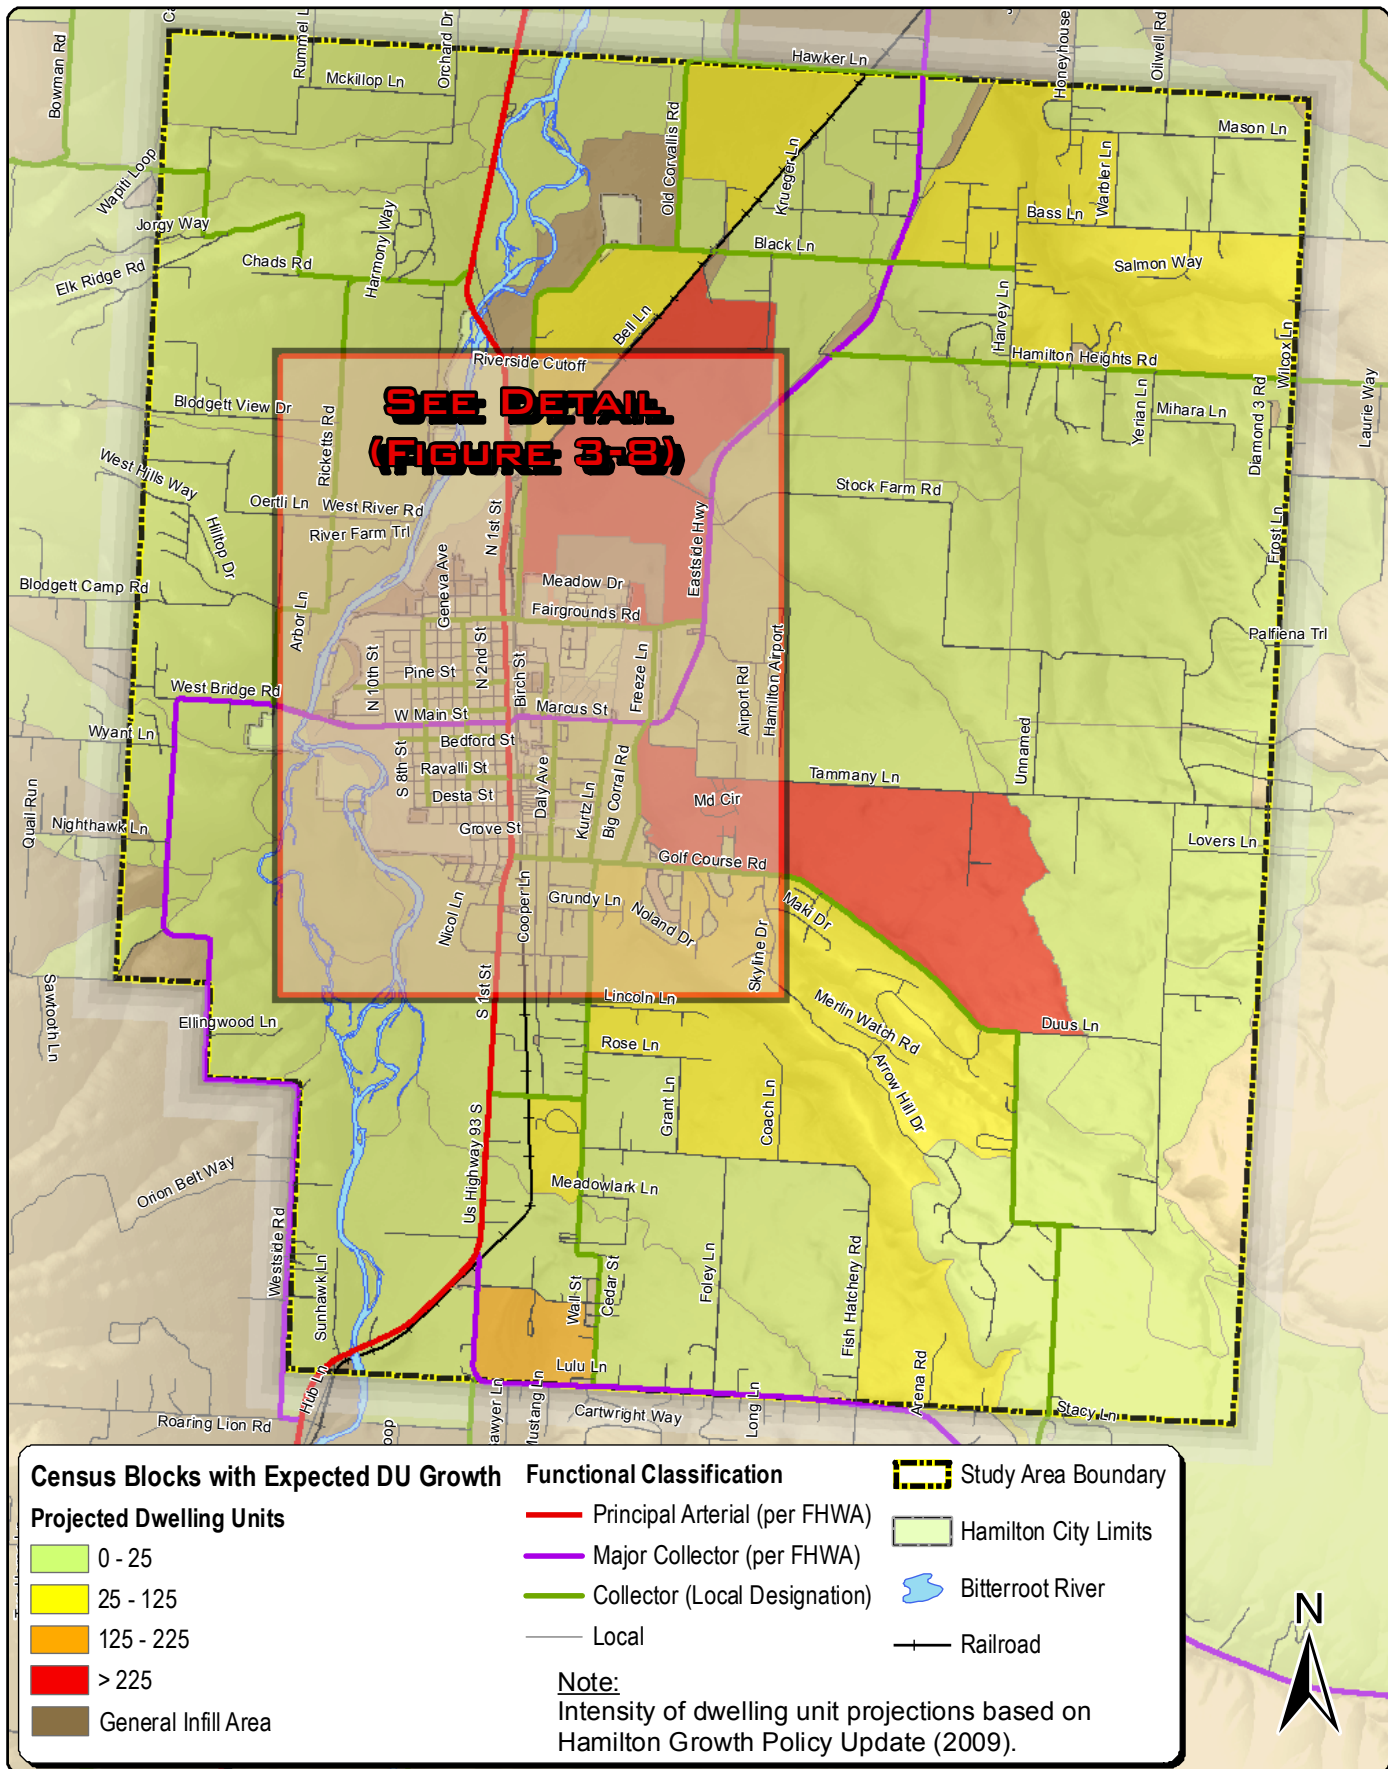 Bowman Rd
Rummel L
Orchard Dr
Hawker Ln
Honeyhouse
Oilwell Rd
Mckillop Ln
Mason Ln
Wapiti Loop
Old Corvallis Rd
Krueger Ln
Warbler Ln
Bass Ln
Jorgy Way
Harmony Way
Black Ln
Chads Rd
Salmon Way
Elk Ridge Rd
Harvey Ln
Bell Ln
Wilcox Ln
Riverside Cutoff
Hamilton Heights Rd
SEE DETAIL
(FIGURE 3-8)
Blodgett View Dr
Ricketts Rd
Yerian Ln
Mihara Ln
Diamond 3 Rd
Laurie Way
West Hills Way
Oertli Ln
West River Rd
Stock Farm Rd
River Farm Trl
N 1st St
Eastside Hwy
Hilltop Dr
Frost Ln
Geneva Ave
Meadow Dr
Blodgett Camp Rd
Fairgrounds Rd
Arbor Ln
Palfiena Trl
N 10th St
Pine St
N 2nd St
Birch St
Freeze Ln
Airport Rd
Hamilton Airport
West Bridge Rd
W Main St
Marcus St
Wyant Ln
Bedford St
Unnamed
S 8th St
Ravalli St
Daly Ave
Big Corral Rd
Tammany Ln
Quail Run
Desta St
Kurtz Ln
Md Cir
Nighthawk Ln
Grove St
Lovers Ln
Golf Course Rd
Nicol Ln
Cooper Ln
Grundy Ln
Noland Dr
Maki Dr
Skyline Dr
Sawtooth Ln
S 1st St
Lincoln Ln
Merlin Watch Rd
Ellingwood Ln
Duus Ln
Rose Ln
Arrow Hill Dr
Grant Ln
Coach Ln
Us Highway 93 S
Orion Belt Way
Meadowlark Ln
Westside Rd
Sunhawk Ln
Wall St
Cedar St
Foley Ln
Fish Hatchery Rd
Lulu Ln
Arena Rd
Hub Ln
Long Ln
Roaring Lion Rd
oop
awyer Ln
Mustang Ln
Cartwright Way
Stacy Ln
Census Blocks with Expected DU Growth
Projected Dwelling Units
0 - 25
25 - 125
125 - 225
> 225
General Infill Area
Functional Classification
Principal Arterial (per FHWA)
Major Collector (per FHWA)
Collector (Local Designation)
Local
Study Area Boundary
Hamilton City Limits
Bitterroot River
Railroad
Note:
Intensity of dwelling unit projections based on
Hamilton Growth Policy Update (2009).
N